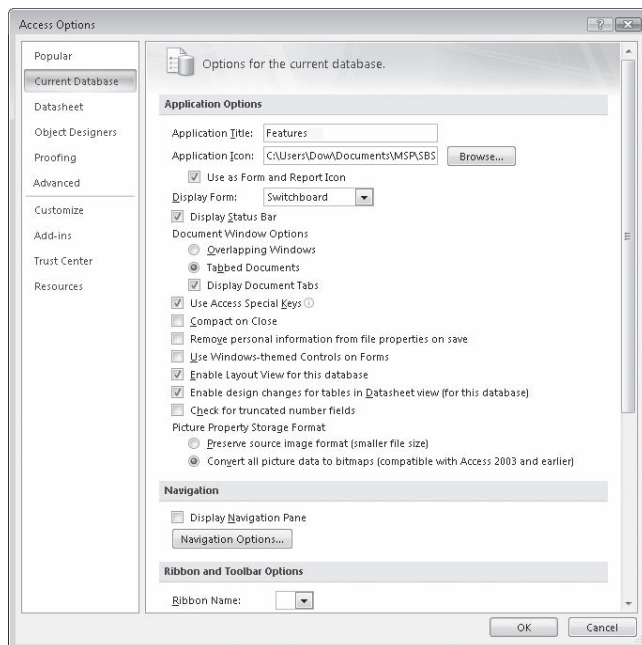 Access Options
Popular
Current Database
Datasheet
Object Designers
Proofing
Advanced
Customize
Add-ins
Trust Center
Resources
Options for the current database.
Application Options
Application Title: Features
Application Icon: C:\Users\Dow\Documents\MSP\SBS Browse...
Use as Form and Report Icon
Display Form: Switchboard
Display Status Bar
Document Window Options
Overlapping Windows
Tabbed Documents
Display Document Tabs
Use Access Special Keys
Compact on Close
Remove personal information from file properties on save
Use Windows-themed Controls on Forms
Enable Layout View for this database
Enable design changes for tables in Datasheet view (for this database)
Check for truncated number fields
Picture Property Storage Format
Preserve source image format (smaller file size)
Convert all picture data to bitmaps (compatible with Access 2003 and earlier)
Navigation
Display Navigation Pane
Navigation Options...
Ribbon and Toolbar Options
Ribbon Name:
OK Cancel